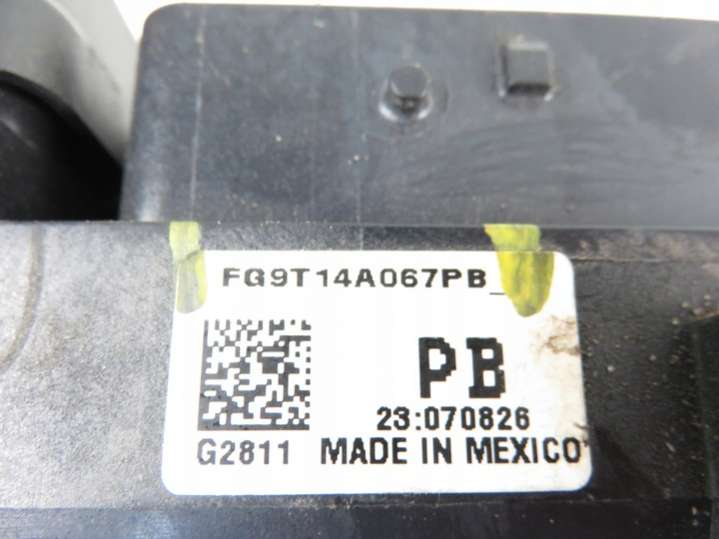 FG9T14A067PB_
PB
23:070826
G2811 MADE IN MEXICO